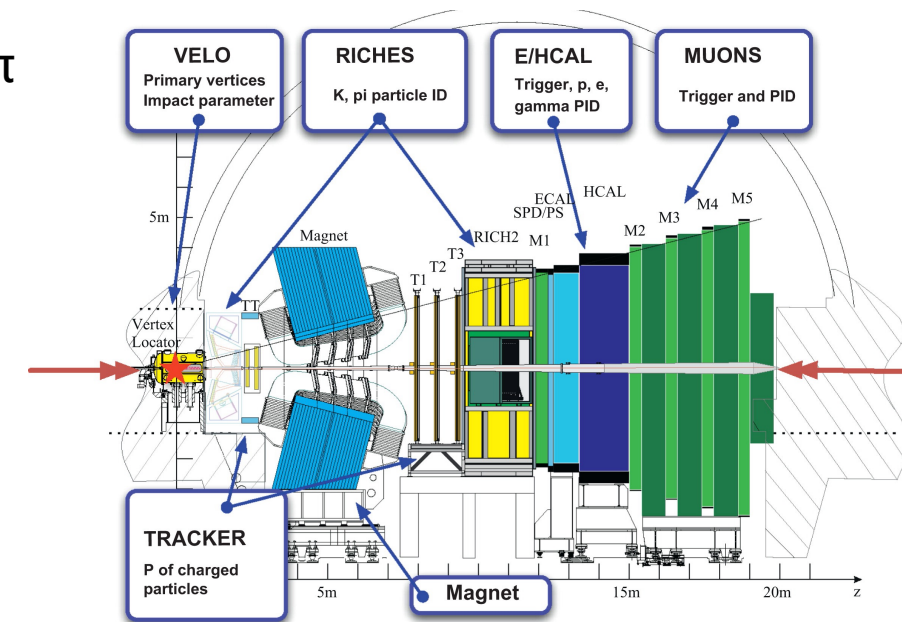 π
VELO
Primary vertices
Impact parameter
RICHES
K, pi particle ID
E/HCAL
Trigger, p, e,
gamma PID
MUONS
Trigger and PID
5m
Magnet
Vertex
Locator
TT
T1
T2
T3
RICH2
M1
SPD/PS
ECAL
HCAL
M2
M3
M4
M5
TRACKER
P of charged
particles
Magnet
5m
15m
20m
z